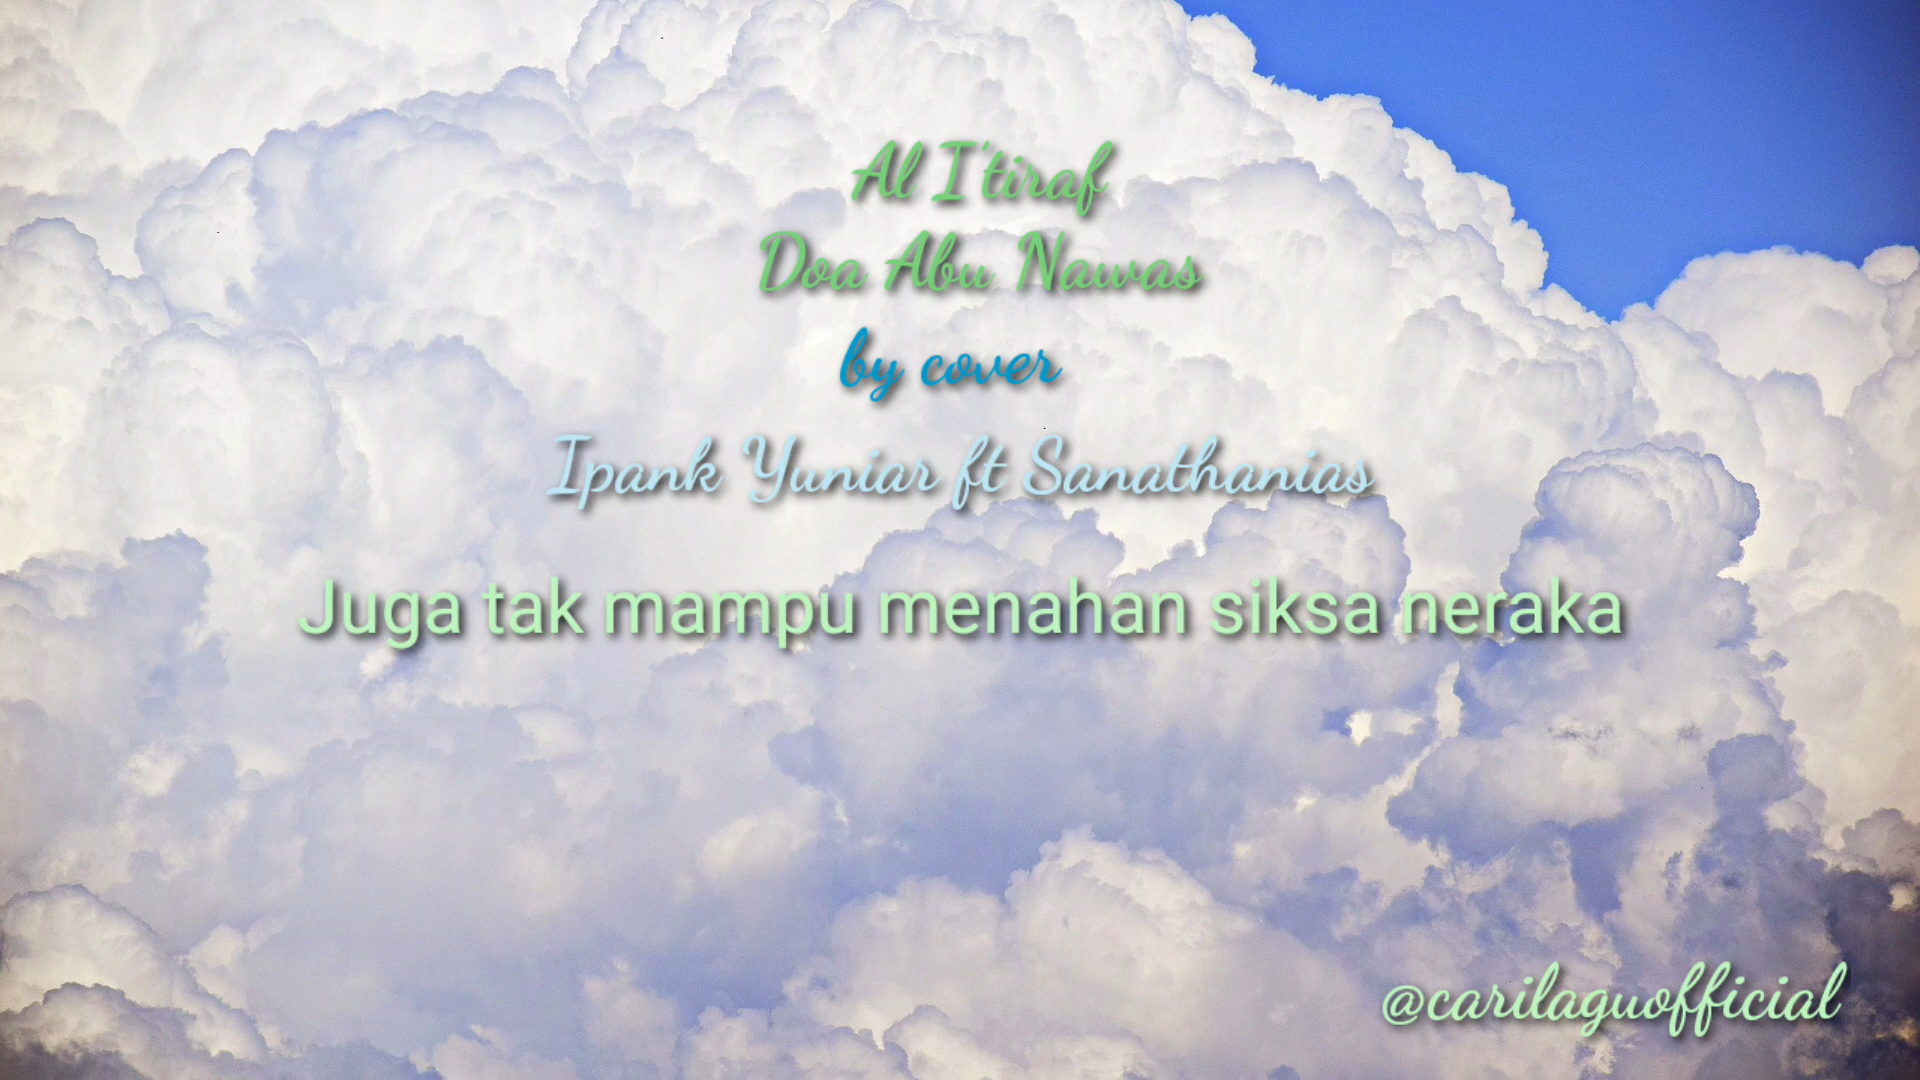 Al I'tiraf
Doa Abu Nawas
by cover
Ipank Yuniar ft Sanathanias
Juga tak mampu menahan siksa neraka
@carilaguofficial